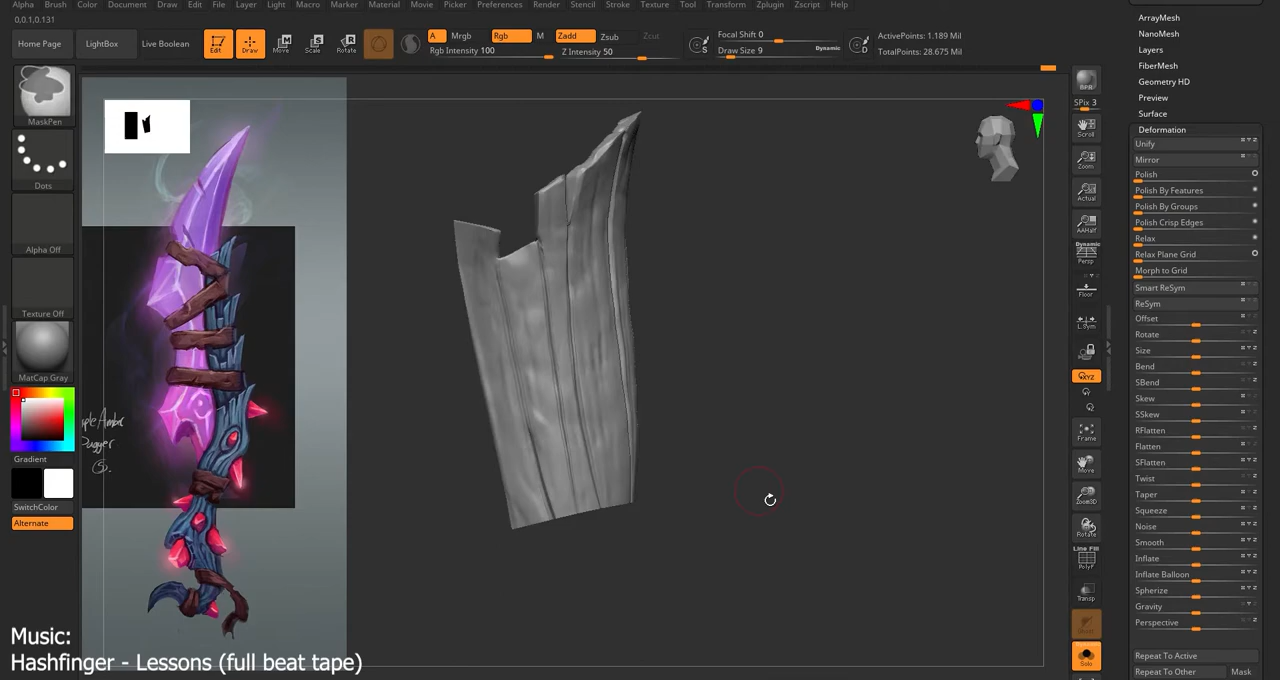 Alpha Brush Color Document Draw Edit File Layer Light Macro Marker Material Movie Picker Preferences Render Stencil Stroke Texture Tool Transform Zplugin Zscript Help
0,0.1,0.131
Home Page LightBox Live Boolean Edit Draw Move Scale Rotate
A Mrgb Rgb M Zadd Zsub Zcut
Rgb Intensity 100 Z Intensity 50
Focal Shift 0
Draw Size 9 Dynamic
S D
ActivePoints: 1.189 Mil
TotalPoints: 28.675 Mil
MaskPen
Dots
Alpha Off
Texture Off
MatCap Gray
Gradient
SwitchColor
Alternate
Dagger
BPR
SPix 3
Scroll
Zoom
Actual
AAHalf
Dynamic
Persp
Floor
L.Sym
XYZ
Frame
Move
Zoom3D
Rotate
Line Fill
PolyF
Transp
Solo
ArrayMesh
NanoMesh
Layers
FiberMesh
Geometry HD
Preview
Surface
Deformation
Unify
Mirror
Polish
Polish By Features
Polish By Groups
Polish Crisp Edges
Relax
Relax Plane Grid
Morph to Grid
Smart ReSym
ReSym
Offset
Rotate
Size
Bend
SBend
Skew
SSkew
RFlatten
Flatten
SFlatten
Twist
Taper
Squeeze
Noise
Smooth
Inflate
Inflate Balloon
Spherize
Gravity
Perspective
Repeat To Active
Repeat To Other Mask
Music:
Hashfinger - Lessons (full beat tape)